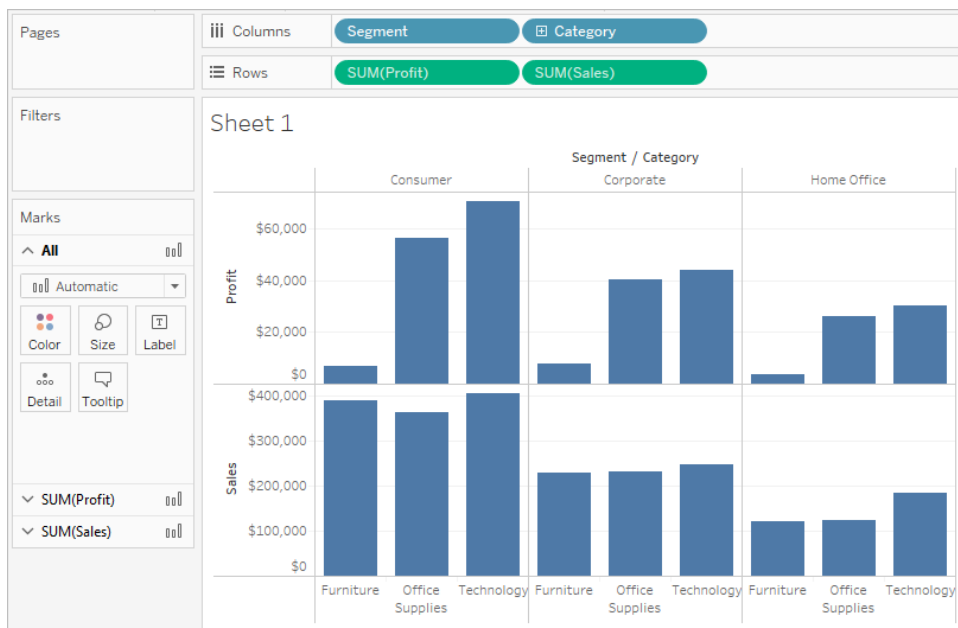 Pages
Columns
Segment
Category
Rows
SUM(Profit)
SUM(Sales)
Filters
Marks
All
Automatic
Color
Size
Label
Detail
Tooltip
SUM(Profit)
SUM(Sales)
Sheet 1
Segment / Category
Consumer
Corporate
Home Office
Profit
$60,000
$40,000
$20,000
$0
Sales
$400,000
$300,000
$200,000
$100,000
$0
Furniture
Office
Supplies
Technology
Furniture
Office
Supplies
Technology
Furniture
Office
Supplies
Technology